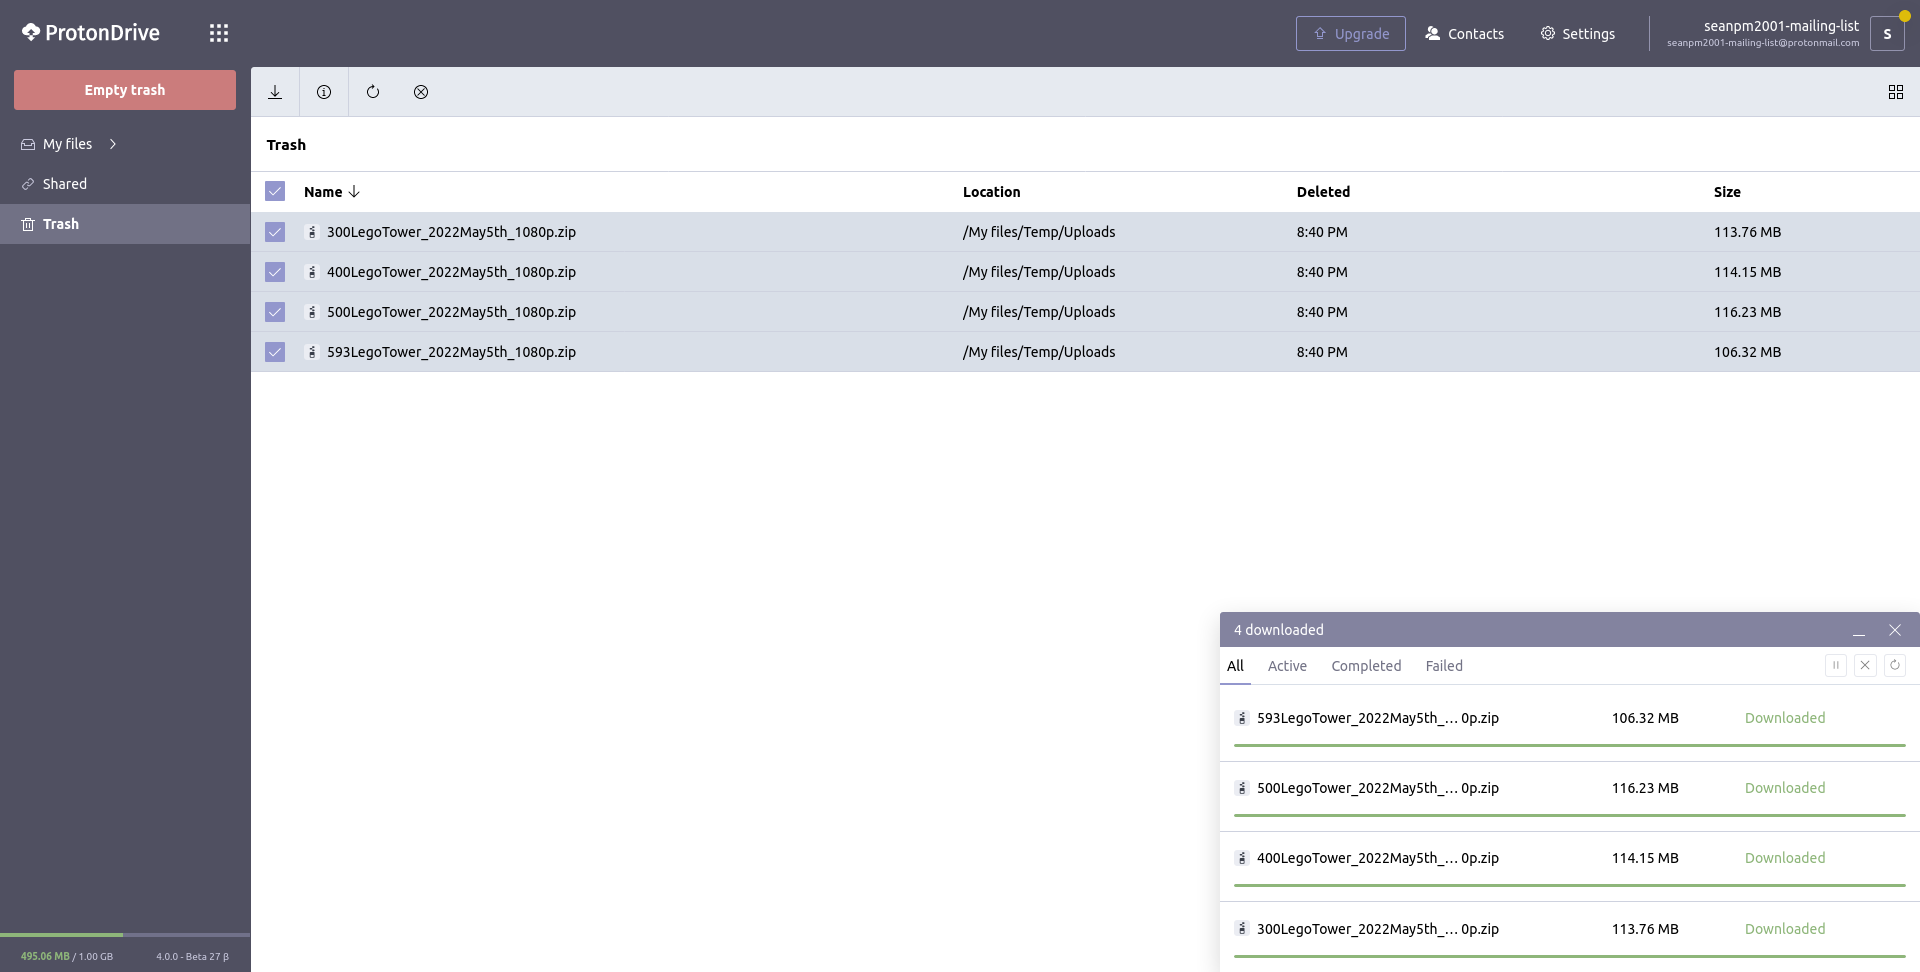 ProtonDrive
Upgrade
Contacts
Settings
seanpm2001-mailing-list
seanpm2001-mailing-list@protonmail.com
S
Empty trash
My files
Shared
Trash
Trash
Name Location Deleted Size
300LegoTower_2022May5th_1080p.zip /My files/Temp/Uploads 8:40 PM 113.76 MB
400LegoTower_2022May5th_1080p.zip /My files/Temp/Uploads 8:40 PM 114.15 MB
500LegoTower_2022May5th_1080p.zip /My files/Temp/Uploads 8:40 PM 116.23 MB
593LegoTower_2022May5th_1080p.zip /My files/Temp/Uploads 8:40 PM 106.32 MB
4 downloaded
All Active Completed Failed
593LegoTower_2022May5th_… 0p.zip 106.32 MB Downloaded
500LegoTower_2022May5th_… 0p.zip 116.23 MB Downloaded
400LegoTower_2022May5th_… 0p.zip 114.15 MB Downloaded
300LegoTower_2022May5th_… 0p.zip 113.76 MB Downloaded
495.06 MB / 1.00 GB 4.0.0 - Beta 27 β